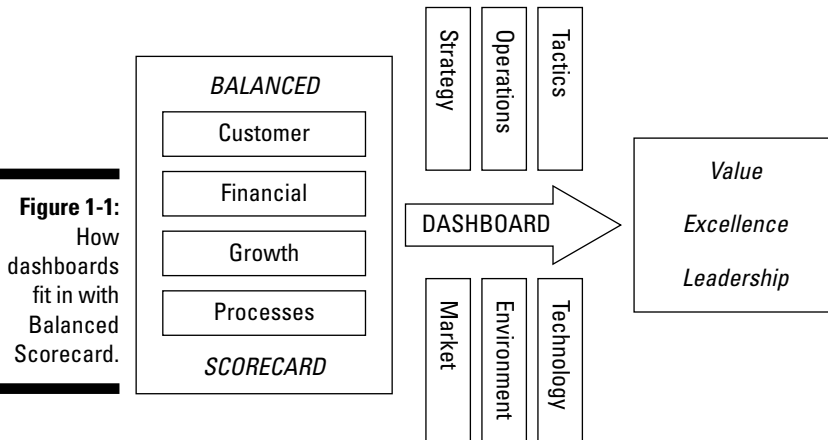 Figure 1-1:
How
dashboards
fit in with
Balanced
Scorecard.
BALANCED
Customer
Financial
Growth
Processes
SCORECARD
Strategy
Operations
Tactics
DASHBOARD
Market
Environment
Technology
Value
Excellence
Leadership